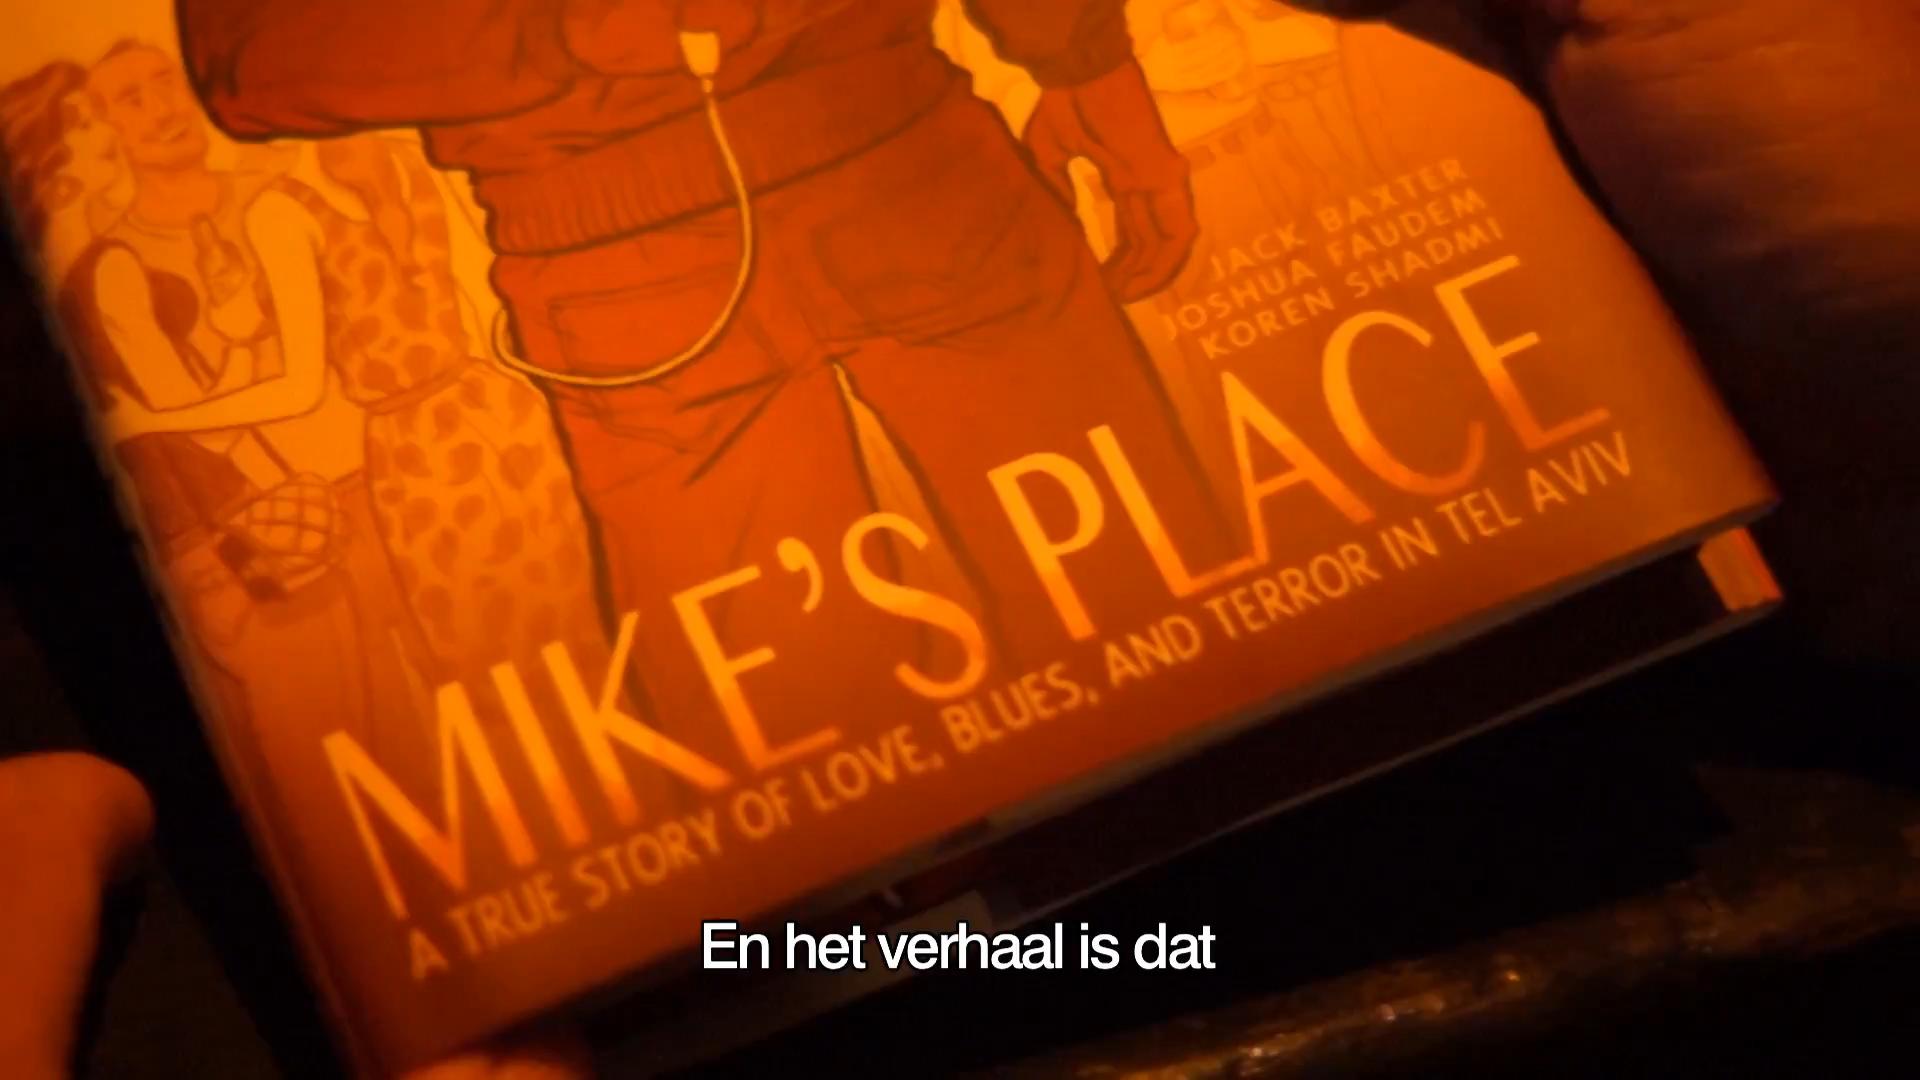 JACK BAXTER
JOSHUA FAUDEM
KOREN SHADMI
MIKE'S PLACE
A TRUE STORY OF LOVE, BLUES, AND TERROR IN TEL AVIV
En het verhaal is dat